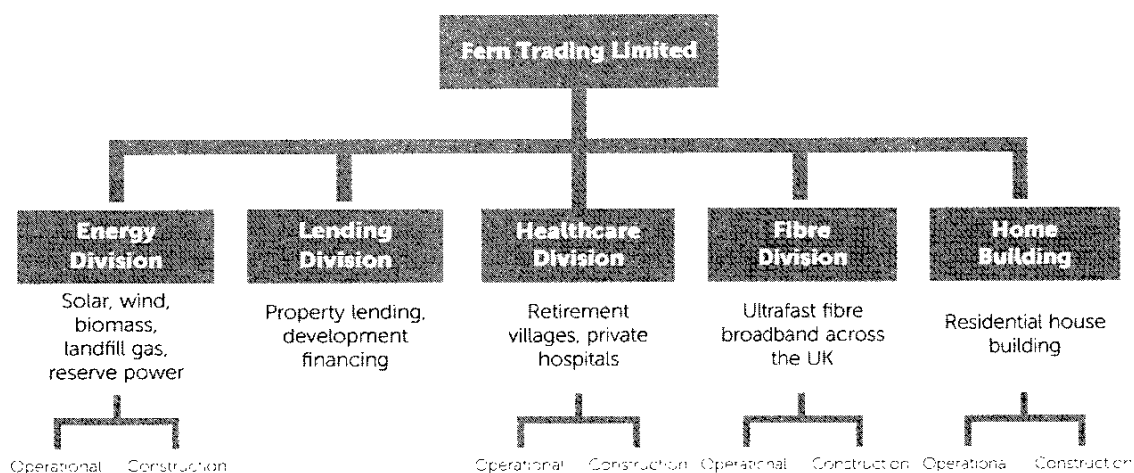 Fern Trading Limited
Energy
Division
Solar, wind,
biomass,
landfill gas,
reserve power
Operational Construction
Lending
Division
Property lending,
development
financing
Healthcare
Division
Retirement
villages, private
hospitals
Operational Construction
Fibre
Division
Ultrafast fibre
broadband across
the UK
Operational Construction
Home
Building
Residential house
building
Operational Construction